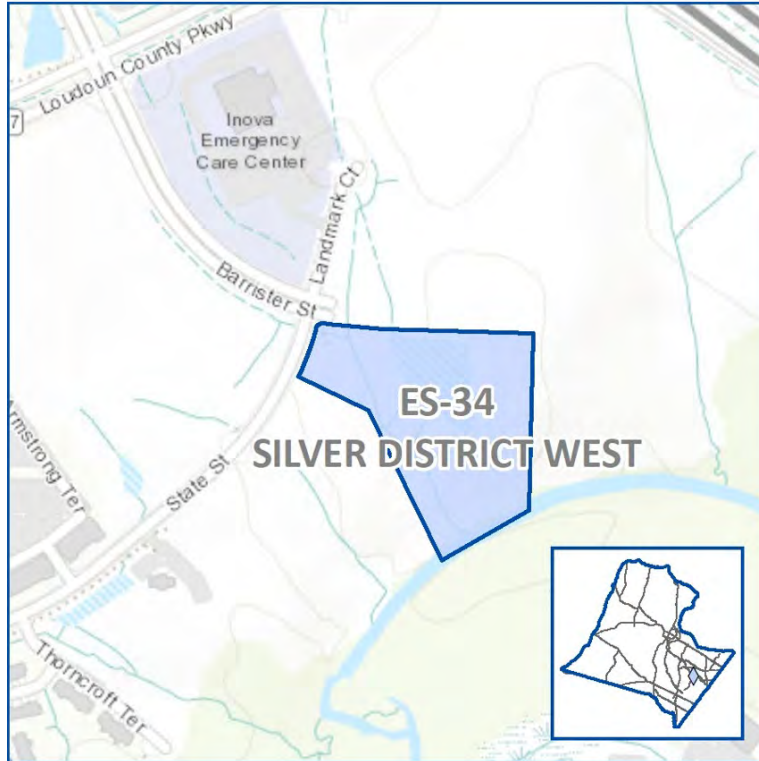 Loudoun County Pkwy
7
Inova
Emergency
Care Center
Landmark Ct
Barrister St
ES-34
SILVER DISTRICT WEST
Armstrong Ter
State St
Thorncroft Ter